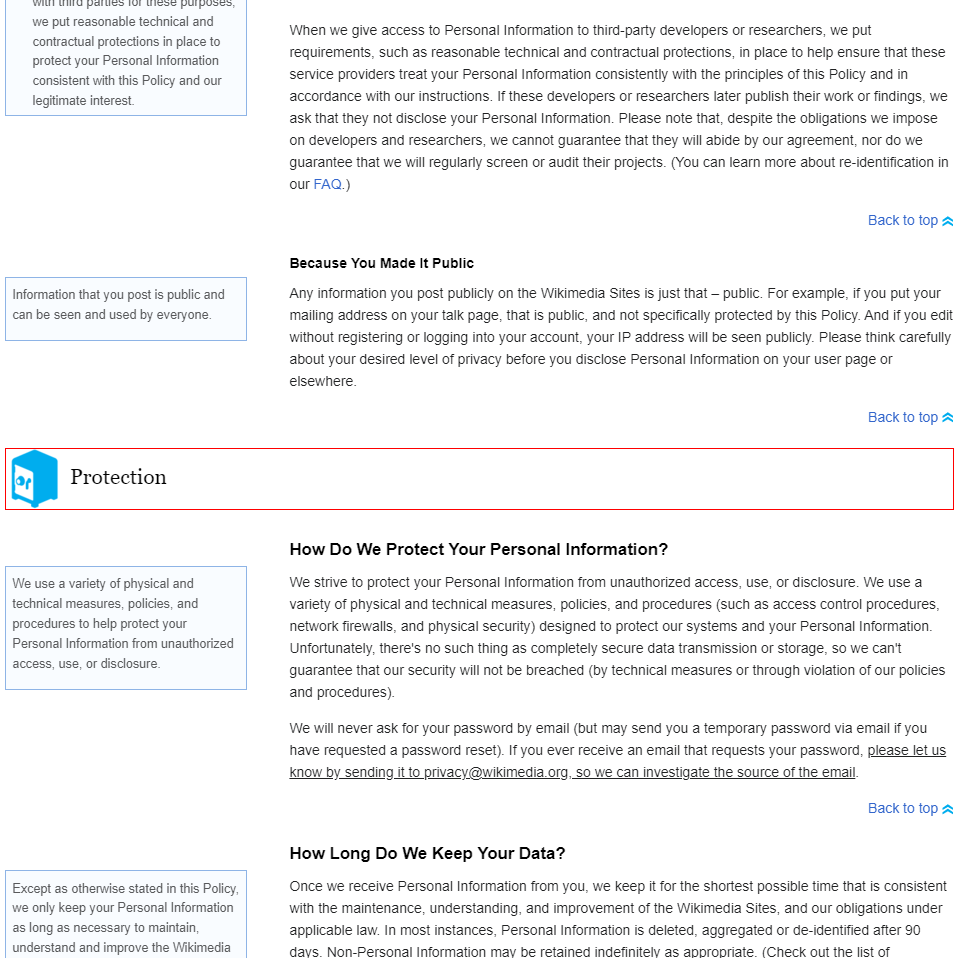 with third parties for these purposes,
we put reasonable technical and
contractual protections in place to
protect your Personal Information
consistent with this Policy and our
legitimate interest.
When we give access to Personal Information to third-party developers or researchers, we put
requirements, such as reasonable technical and contractual protections, in place to help ensure that these
service providers treat your Personal Information consistently with the principles of this Policy and in
accordance with our instructions. If these developers or researchers later publish their work or findings, we
ask that they not disclose your Personal Information. Please note that, despite the obligations we impose
on developers and researchers, we cannot guarantee that they will abide by our agreement, nor do we
guarantee that we will regularly screen or audit their projects. (You can learn more about re-identification in
our FAQ.)
Back to top
Because You Made It Public
Information that you post is public and
can be seen and used by everyone.
Any information you post publicly on the Wikimedia Sites is just that – public. For example, if you put your
mailing address on your talk page, that is public, and not specifically protected by this Policy. And if you edit
without registering or logging into your account, your IP address will be seen publicly. Please think carefully
about your desired level of privacy before you disclose Personal Information on your user page or
elsewhere.
Back to top
Protection
How Do We Protect Your Personal Information?
We use a variety of physical and
technical measures, policies, and
procedures to help protect your
Personal Information from unauthorized
access, use, or disclosure.
We strive to protect your Personal Information from unauthorized access, use, or disclosure. We use a
variety of physical and technical measures, policies, and procedures (such as access control procedures,
network firewalls, and physical security) designed to protect our systems and your Personal Information.
Unfortunately, there's no such thing as completely secure data transmission or storage, so we can't
guarantee that our security will not be breached (by technical measures or through violation of our policies
and procedures).
We will never ask for your password by email (but may send you a temporary password via email if you
have requested a password reset). If you ever receive an email that requests your password, please let us
know by sending it to privacy@wikimedia.org, so we can investigate the source of the email.
Back to top
How Long Do We Keep Your Data?
Except as otherwise stated in this Policy,
we only keep your Personal Information
as long as necessary to maintain,
understand and improve the Wikimedia
Once we receive Personal Information from you, we keep it for the shortest possible time that is consistent
with the maintenance, understanding, and improvement of the Wikimedia Sites, and our obligations under
applicable law. In most instances, Personal Information is deleted, aggregated or de-identified after 90
days. Non-Personal Information may be retained indefinitely as appropriate. (Check out the list of